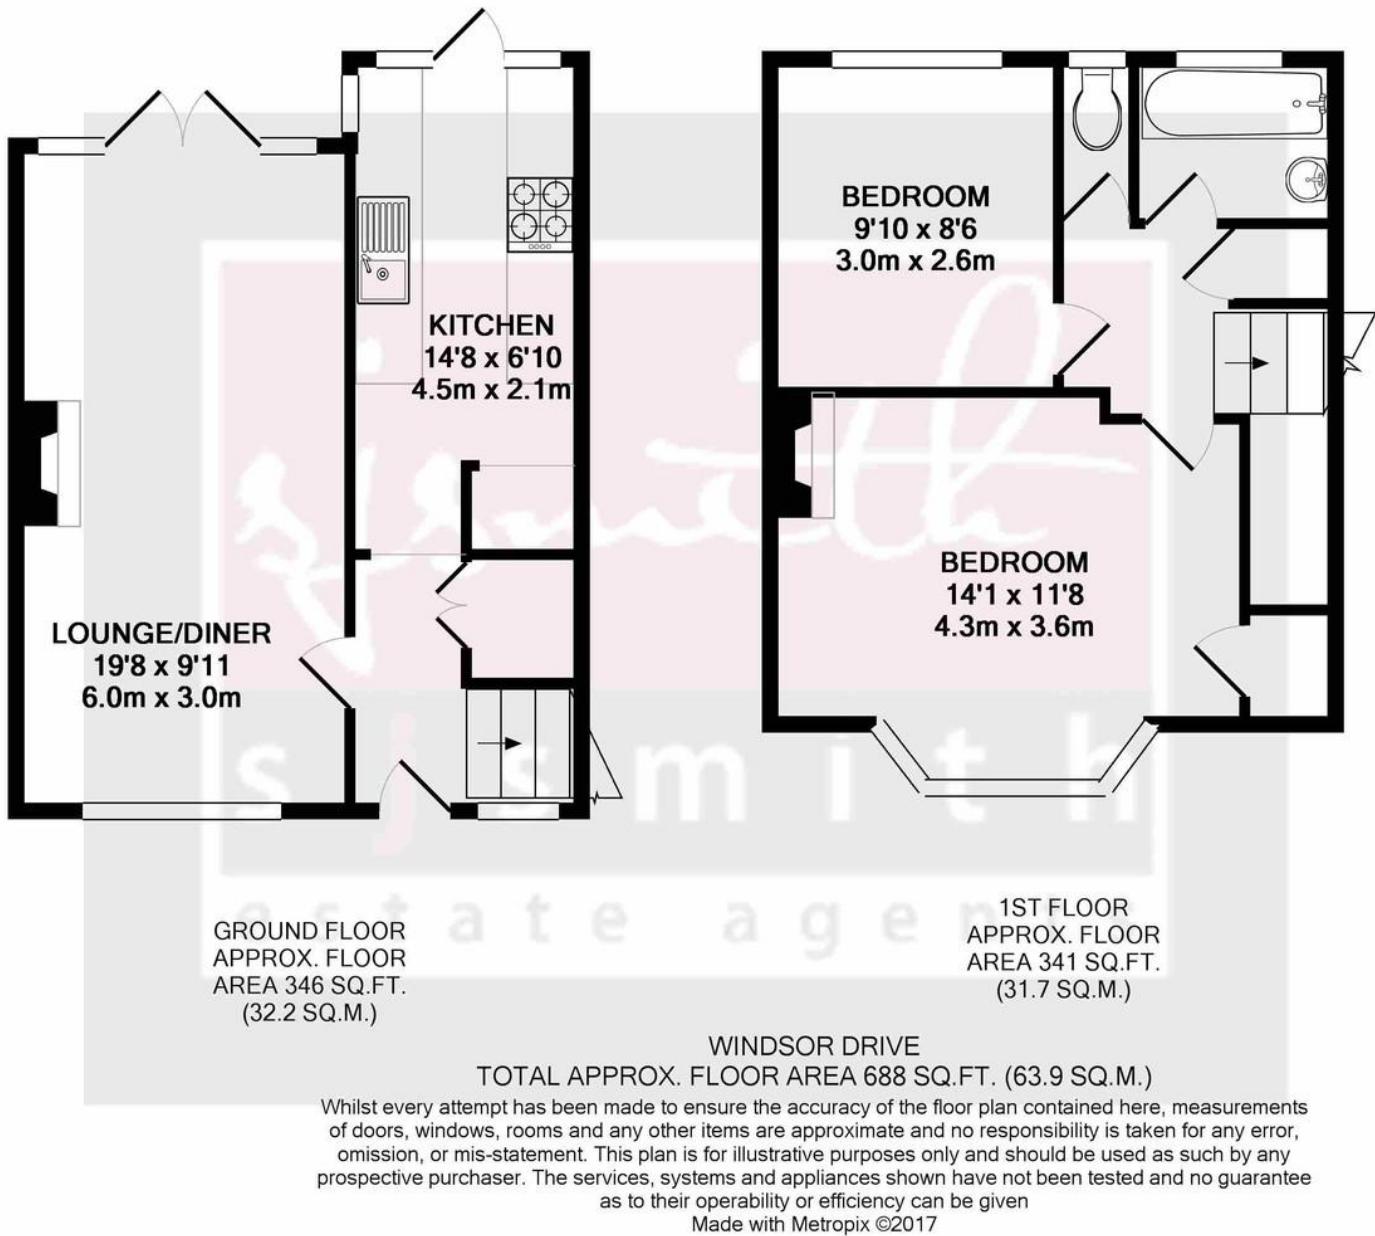 BEDROOM
9'10 x 8'6
3.0m x 2.6m
KITCHEN
14'8 x 6'10
4.5m x 2.1m
BEDROOM
14'1 x 11'8
4.3m x 3.6m
LOUNGE/DINER
19'8 x 9'11
6.0m x 3.0m
sjsmith
sjsmith
estate agents
GROUND FLOOR
APPROX. FLOOR
AREA 346 SQ.FT.
(32.2 SQ.M.)
1ST FLOOR
APPROX. FLOOR
AREA 341 SQ.FT.
(31.7 SQ.M.)
WINDSOR DRIVE
TOTAL APPROX. FLOOR AREA 688 SQ.FT. (63.9 SQ.M.)
Whilst every attempt has been made to ensure the accuracy of the floor plan contained here, measurements
of doors, windows, rooms and any other items are approximate and no responsibility is taken for any error,
omission, or mis-statement. This plan is for illustrative purposes only and should be used as such by any
prospective purchaser. The services, systems and appliances shown have not been tested and no guarantee
as to their operability or efficiency can be given
Made with Metropix ©2017